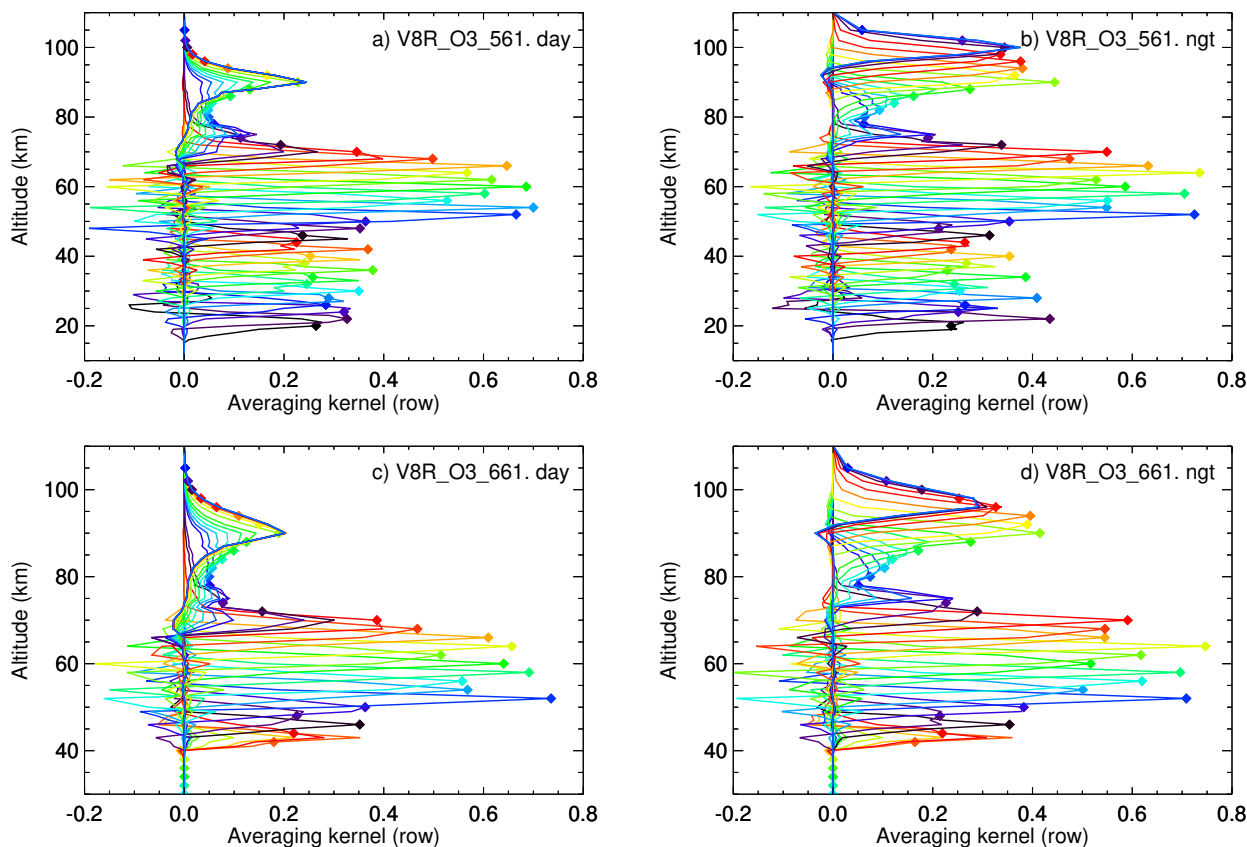 a) V8R_O3_561. day
100
80
60
40
20
Altitude (km)
-0.2 0.0 0.2 0.4 0.6 0.8
Averaging kernel (row)
b) V8R_O3_561. ngt
100
80
60
40
20
Altitude (km)
-0.2 0.0 0.2 0.4 0.6 0.8
Averaging kernel (row)
c) V8R_O3_661. day
100
80
60
40
Altitude (km)
-0.2 0.0 0.2 0.4 0.6 0.8
Averaging kernel (row)
d) V8R_O3_661. ngt
100
80
60
40
Altitude (km)
-0.2 0.0 0.2 0.4 0.6 0.8
Averaging kernel (row)